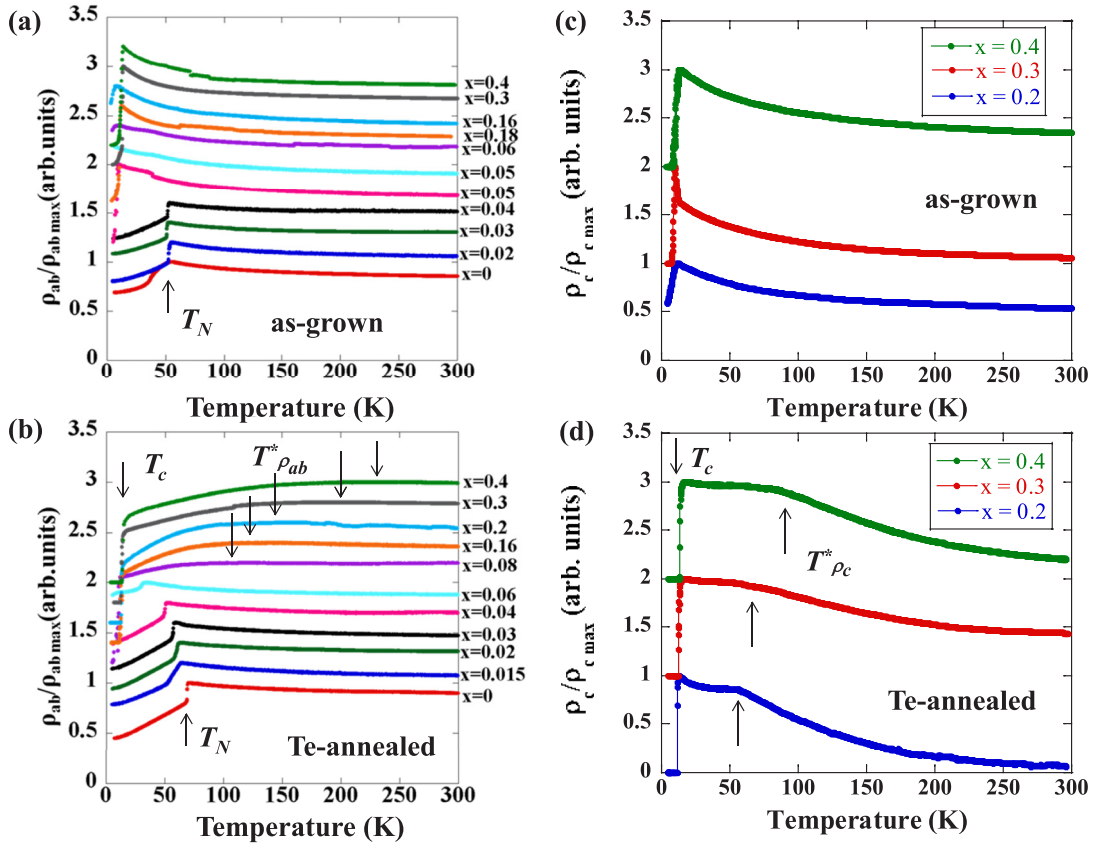 (a)
3.5
3
2.5
2
1.5
1
0.5
0
ρab/ρab max(arb.units)
x=0.4
x=0.3
x=0.16
x=0.18
x=0.06
x=0.05
x=0.05
x=0.04
x=0.03
x=0.02
x=0
TN
as-grown
0 50 100 150 200 250 300
Temperature (K)
(c)
3.5
3
2.5
2
1.5
1
0.5
0
ρc/ρc max (arb. units)
x = 0.4
x = 0.3
x = 0.2
as-grown
0 50 100 150 200 250 300
Temperature (K)
(b)
3.5
3
2.5
2
1.5
1
0.5
0
ρab/ρab max(arb.units)
Tc
T*ρab
x=0.4
x=0.3
x=0.2
x=0.16
x=0.08
x=0.06
x=0.04
x=0.03
x=0.02
x=0.015
x=0
TN
Te-annealed
0 50 100 150 200 250 300
Temperature (K)
(d)
3.5
3
2.5
2
1.5
1
0.5
0
ρc/ρc max (arb. units)
Tc
x = 0.4
x = 0.3
x = 0.2
T*ρc
Te-annealed
0 50 100 150 200 250 300
Temperature (K)